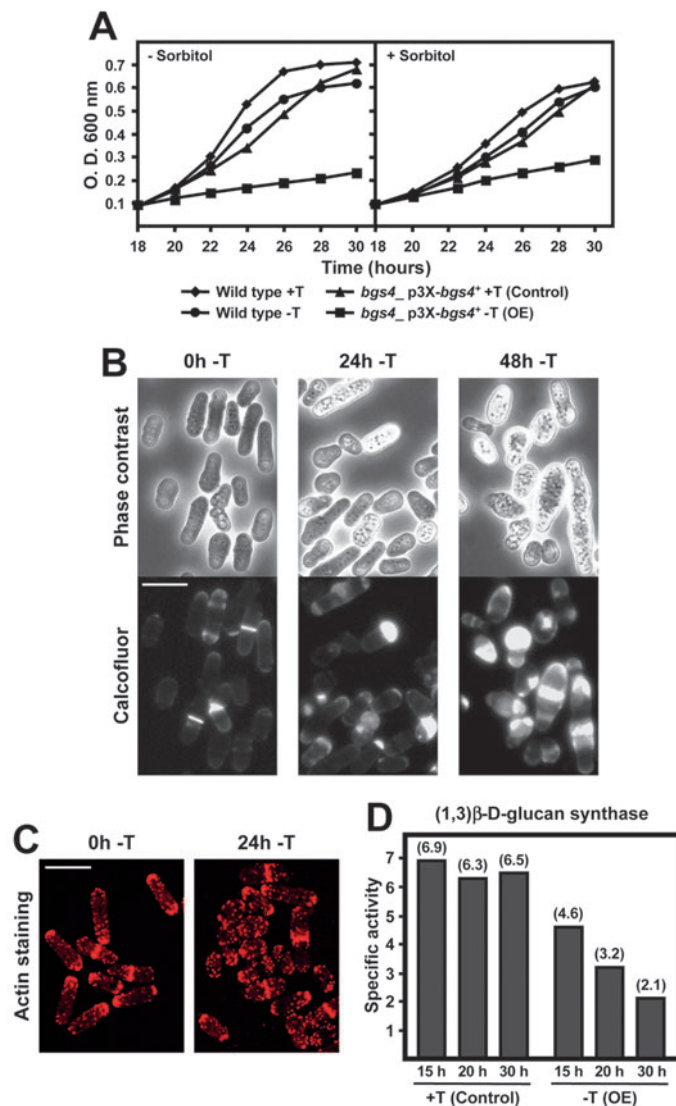 A
- Sorbitol
+ Sorbitol
0.7
0.6
0.5
0.4
0.3
0.2
0.1
O. D. 600 nm
18 20 22 24 26 28 30
18 20 22 24 26 28 30
Time (hours)
Wild type +T
bgs4_ p3X-bgs4⁺ +T (Control)
Wild type -T
bgs4_ p3X-bgs4⁺ -T (OE)
B
0h -T 24h -T 48h -T
Phase contrast
Calcofluor
C
0h -T 24h -T
Actin staining
D
(1,3)β-D-glucan synthase
Specific activity
7
6
5
4
3
2
1
(6.9) (6.3) (6.5) (4.6) (3.2) (2.1)
15 h 20 h 30 h 15 h 20 h 30 h
+T (Control) -T (OE)